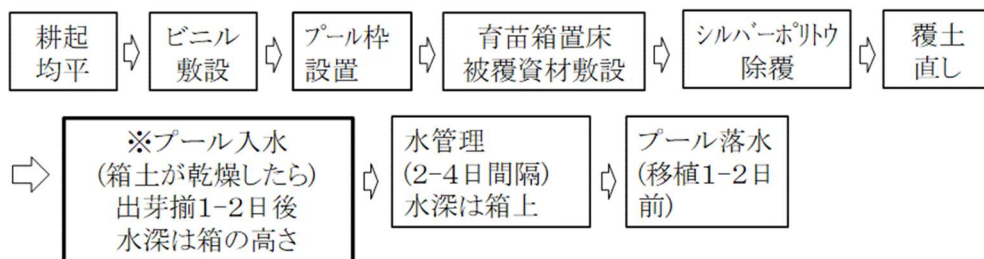 耕起
均平
ビニル
敷設
プール枠
設置
育苗箱置床
被覆資材敷設
シルバーポリトウ
除覆
覆土
直し
※プール入水
(箱土が乾燥したら)
出芽揃1-2日後
水深は箱の高さ
水管理
(2-4日間隔)
水深は箱上
プール落水
(移植1-2日
前)